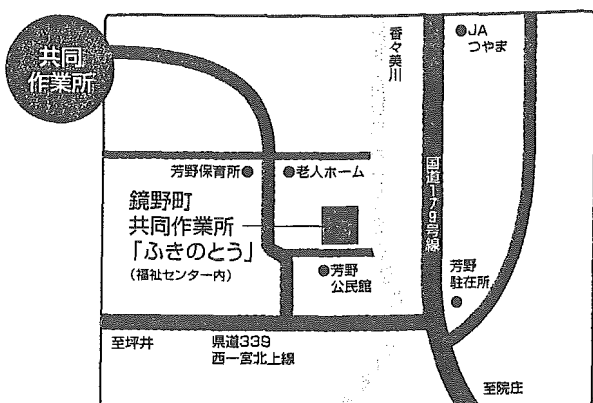 共同
作業所
香々美川
JA
つやま
国道179号線
芳野保育所
老人ホーム
鏡野町
共同作業所
「ふきのとう」
(福祉センター内)
芳野
公民館
芳野
駐在所
至坪井
県道339
西一宮北上線
至院庄